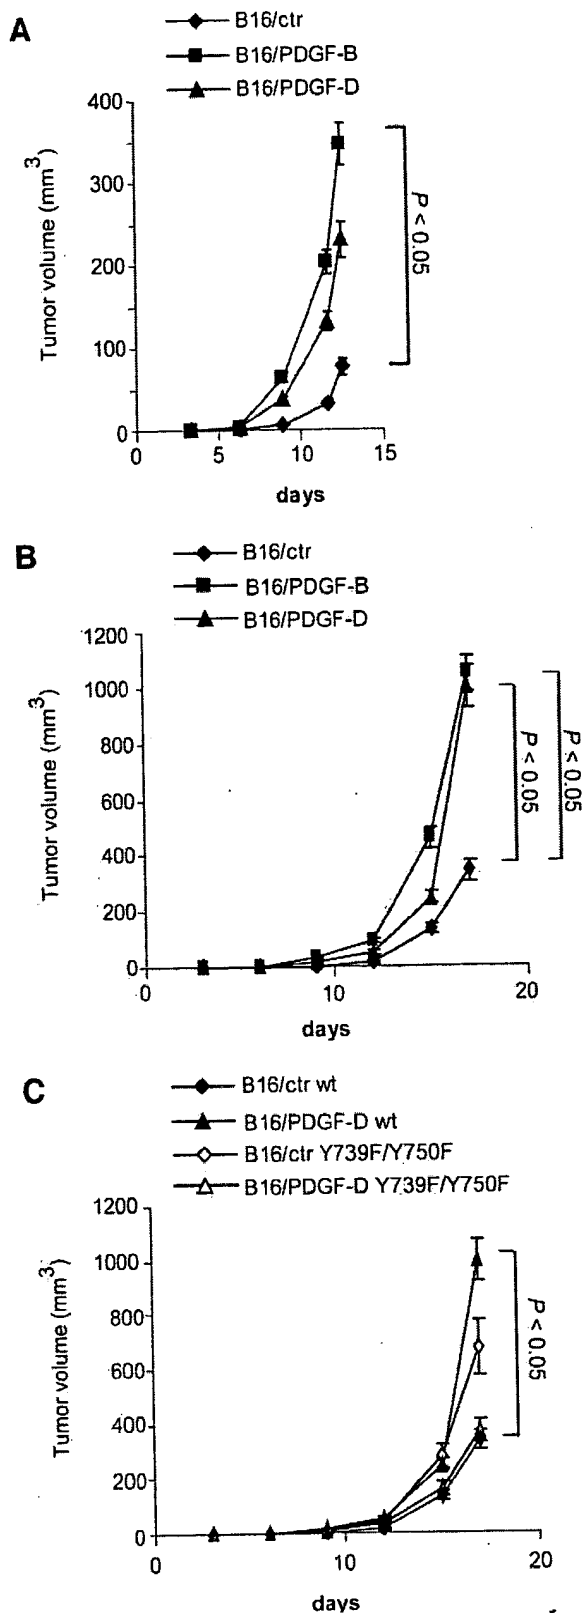 A
B16/ctr
B16/PDGF-B
B16/PDGF-D
400
300
200
100
0
Tumor volume (mm3)
0 5 10 15
days
P < 0.05
B
B16/ctr
B16/PDGF-B
B16/PDGF-D
1200
1000
800
600
400
200
0
Tumor volume (mm3)
0 10 20
days
P < 0.05
P < 0.05
C
B16/ctr wt
B16/PDGF-D wt
B16/ctr Y739F/Y750F
B16/PDGF-D Y739F/Y750F
1200
1000
800
600
400
200
0
Tumor volume (mm3)
0 10 20
days
P < 0.05